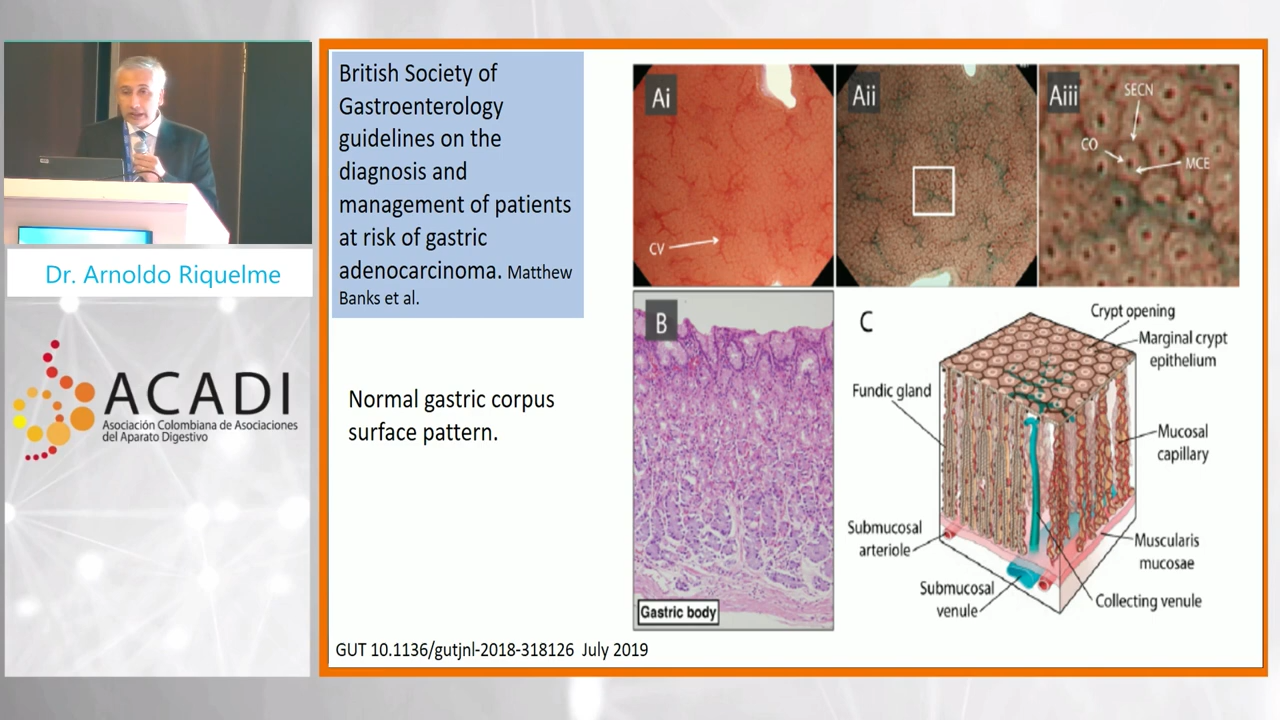 Dr. Arnoldo Riquelme
ACADI
Asociación Colombiana de Asociaciones
del Aparato Digestivo
British Society of
Gastroenterology
guidelines on the
diagnosis and
management of patients
at risk of gastric
adenocarcinoma. Matthew
Banks et al.
Normal gastric corpus
surface pattern.
Ai
CV
Aii
Aiii
SECN
CO
MCE
B
Gastric body
C
Crypt opening
Marginal crypt
epithelium
Fundic gland
Mucosal
capillary
Submucosal
arteriole
Muscularis
mucosae
Submucosal
venule
Collecting venule
GUT 10.1136/gutjnl-2018-318126 July 2019